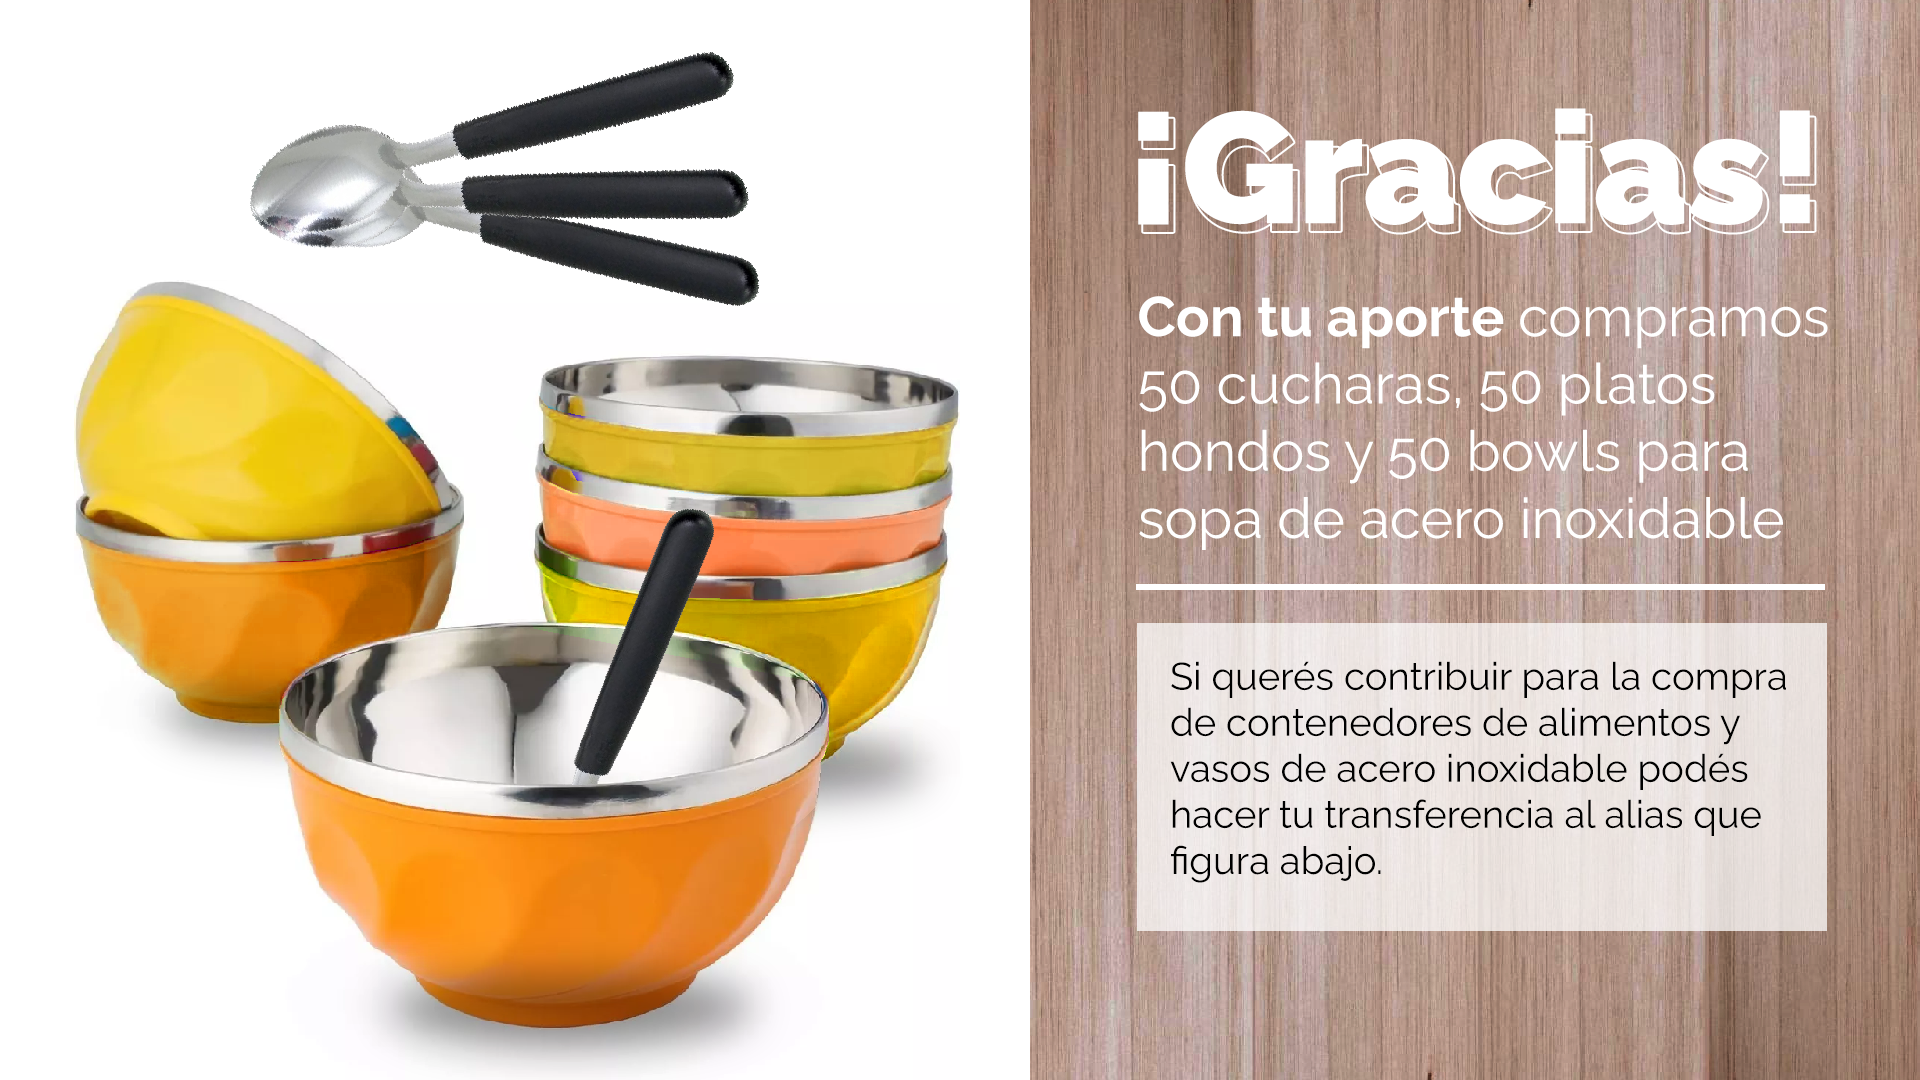 ¡Gracias!
Con tu aporte compramos
50 cucharas, 50 platos
hondos y 50 bowls para
sopa de acero inoxidable
Si querés contribuir para la compra
de contenedores de alimentos y
vasos de acero inoxidable podés
hacer tu transferencia al alias que
figura abajo.